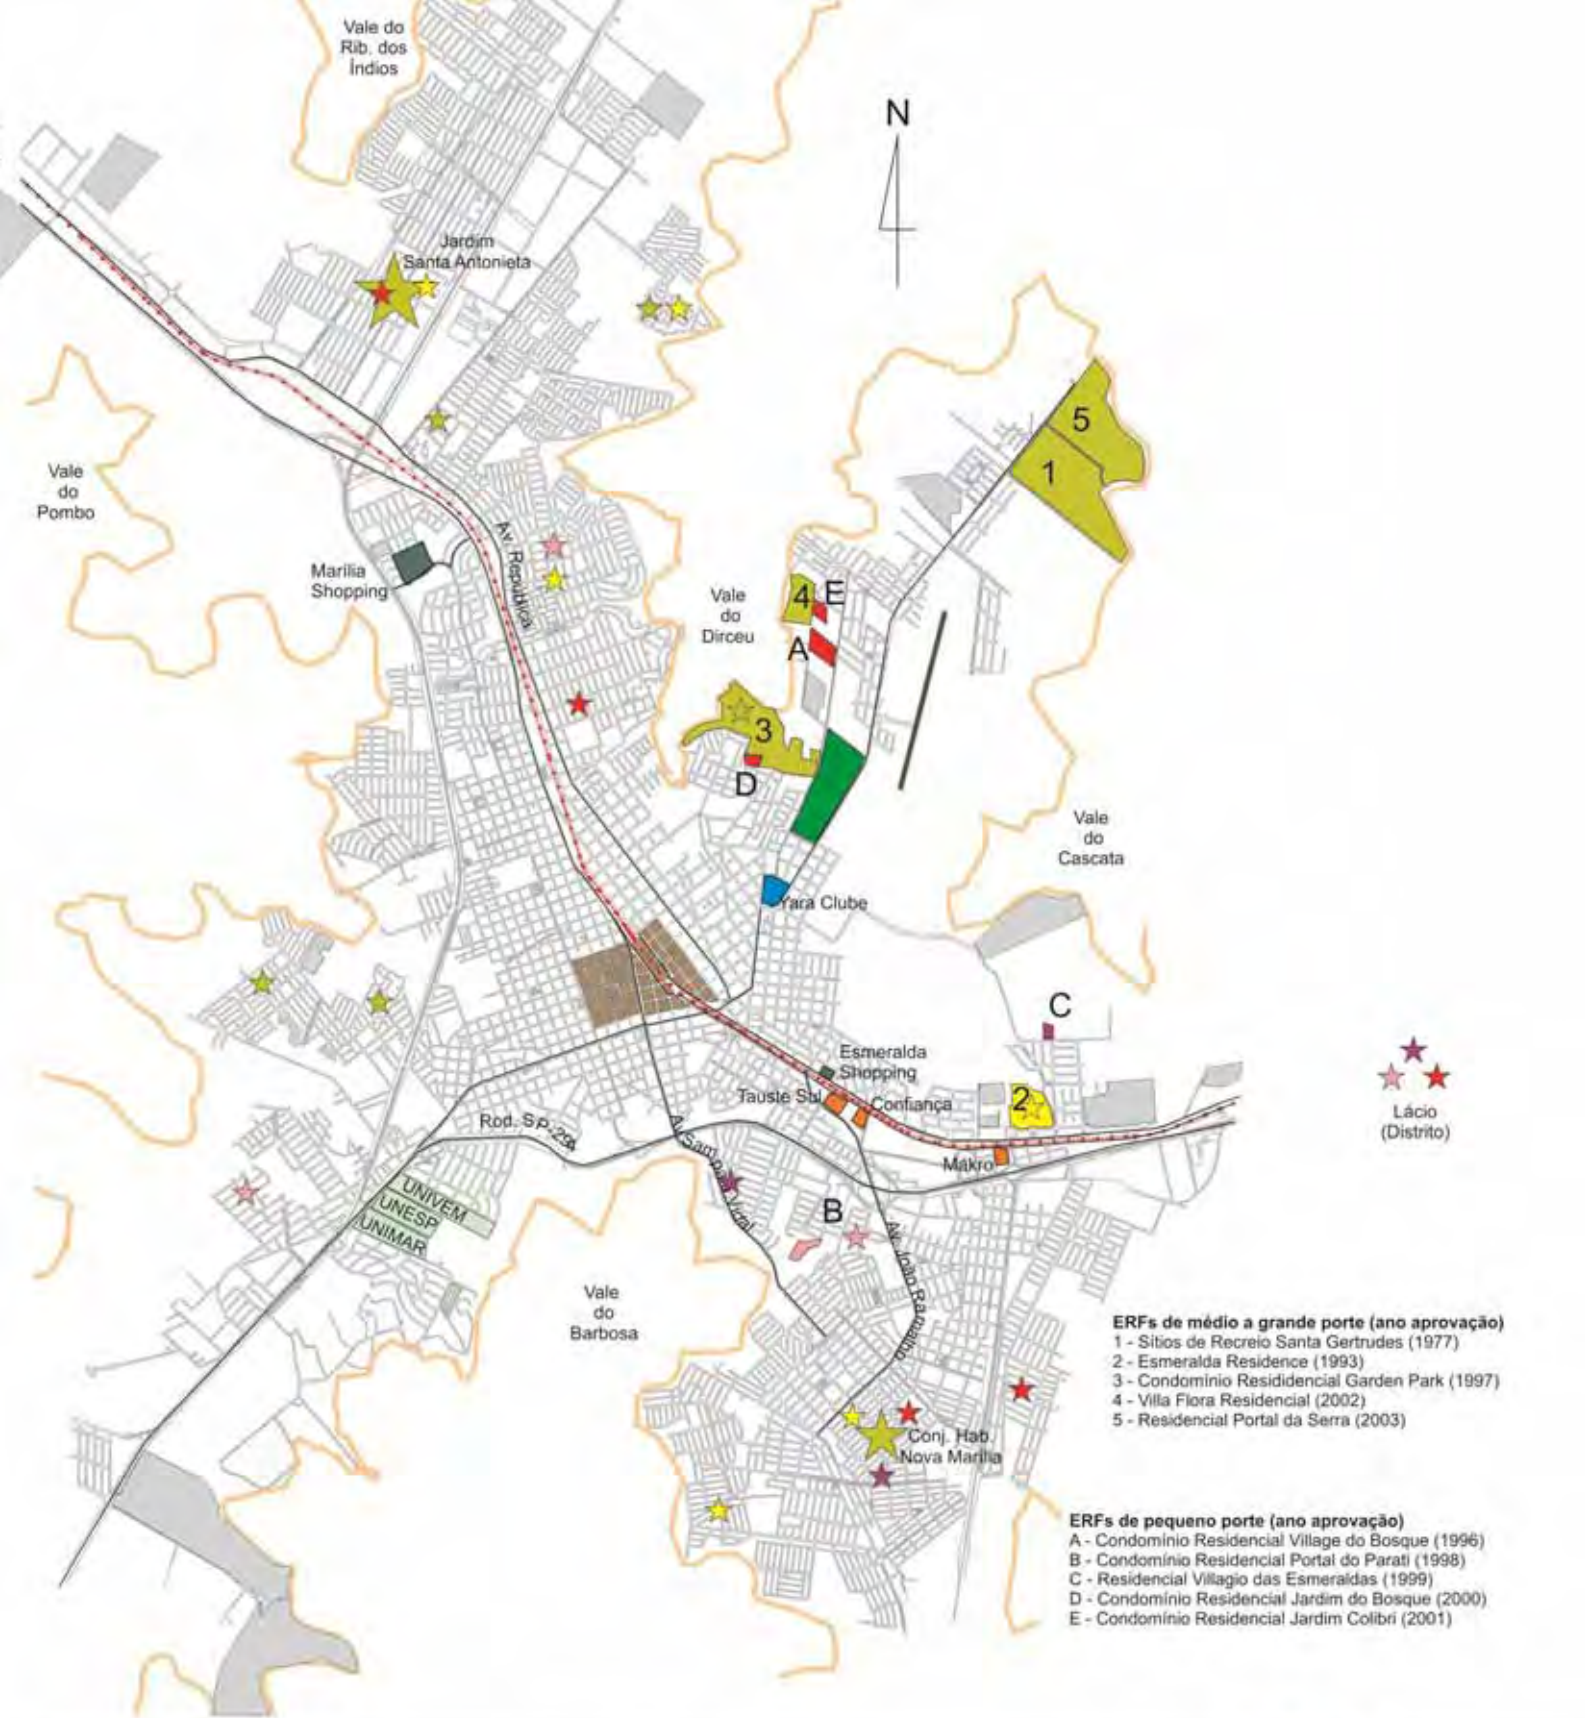 Vale do
Rib. dos
Índios
N
Jardim
Santa Antonieta
5
1
Vale
do
Pombo
Av. República
Marília
Shopping
4
E
Vale
do
Dirceu
A
3
D
Vale
do
Cascata
Yara Clube
C
Esmeralda
Shopping
Tauste Sul
Confiança
2
Lácio
(Distrito)
Rod. SP-294
Av. Sampaio Vidal
Makro
UNIVEM
UNESP
UNIMAR
B
Av. João Ramalho
Vale
do
Barbosa
Conj. Hab.
Nova Marília
ERFs de médio a grande porte (ano aprovação)
1 - Sítios de Recreio Santa Gertrudes (1977)
2 - Esmeralda Residence (1993)
3 - Condomínio Resididencial Garden Park (1997)
4 - Villa Flora Residencial (2002)
5 - Residencial Portal da Serra (2003)
ERFs de pequeno porte (ano aprovação)
A - Condomínio Residencial Village do Bosque (1996)
B - Condomínio Residencial Portal do Parati (1998)
C - Residencial Villagio das Esmeraldas (1999)
D - Condomínio Residencial Jardim do Bosque (2000)
E - Condomínio Residencial Jardim Colibri (2001)